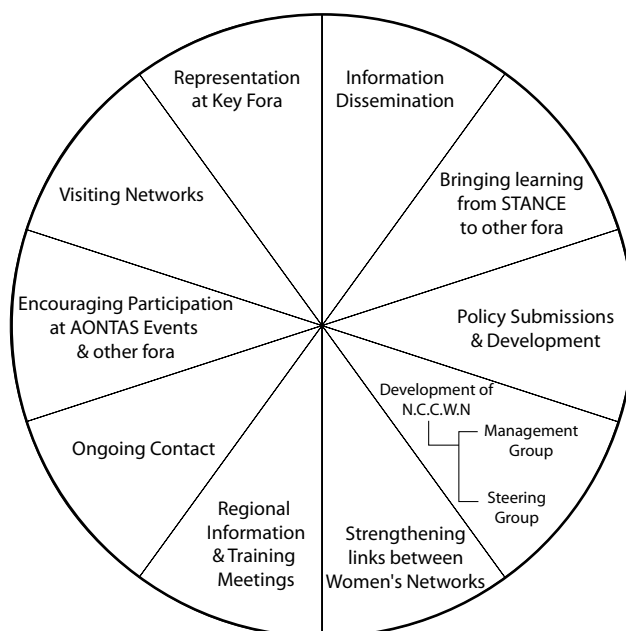 Representation
at Key Fora
Information
Dissemination
Bringing learning
from STANCE
to other fora
Policy Submissions
& Development
Development of
N.C.C.W.N
Management
Group
Steering
Group
Strengthening
links between
Women's Networks
Regional
Information
& Training
Meetings
Ongoing Contact
Encouraging Participation
at AONTAS Events
& other fora
Visiting Networks